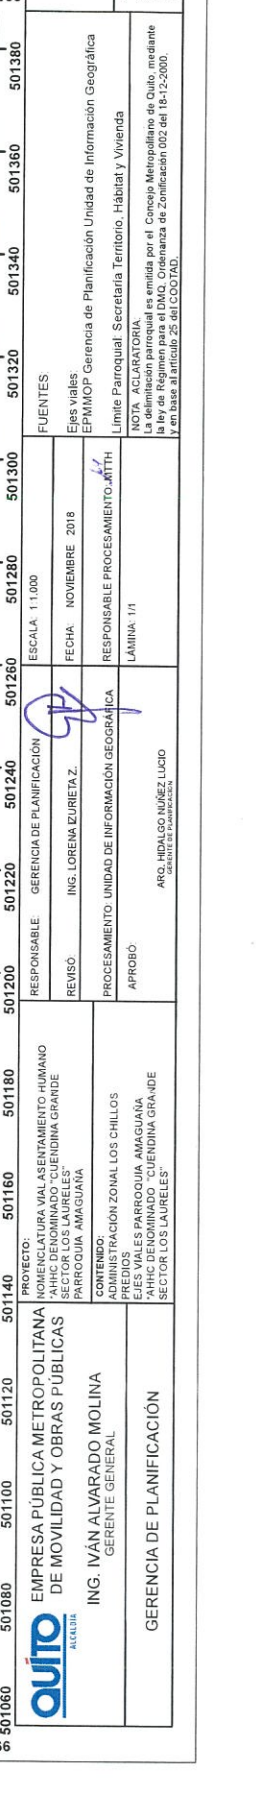 501060 501080 501100 501120 501140 501160 501180 501200 501220 501240 501260 501280 501300 501320 501340 501360 501380
QUITO
ALCALDÍA
EMPRESA PÚBLICA METROPOLITANA
DE MOVILIDAD Y OBRAS PÚBLICAS
ING. IVÁN ALVARADO MOLINA
GERENTE GENERAL
GERENCIA DE PLANIFICACIÓN
PROYECTO:
NOMENCLATURA VIAL ASENTAMIENTO HUMANO
"AHHC DENOMINADO "CUENDINA GRANDE
SECTOR LOS LAURELES"
PARROQUIA AMAGUAÑA
CONTENIDO:
ADMINISTRACIÓN ZONAL LOS CHILLOS
PREDIOS
EJES VIALES PARROQUIA AMAGUAÑA
"AHHC DENOMINADO "CUENDINA GRANDE
SECTOR LOS LAURELES"
RESPONSABLE: GERENCIA DE PLANIFICACIÓN
REVISÓ: ING. LORENA IZURIETA Z.
PROCESAMIENTO: UNIDAD DE INFORMACIÓN GEOGRÁFICA
APROBÓ:
ARQ. HIDALGO NÚÑEZ LUCIO
GERENTE DE PLANIFICACIÓN
ESCALA: 1:1.000
FECHA: NOVIEMBRE 2018
RESPONSABLE PROCESAMIENTO: MTTH
LÁMINA: 1/1
FUENTES:
Ejes viales:
EPMMOP Gerencia de Planificación Unidad de Información Geográfica
Límite Parroquial: Secretaría Territorio, Hábitat y Vivienda
NOTA ACLARATORIA:
La delimitación parroquial es emitida por el Concejo Metropolitano de Quito, mediante
la ley de Régimen para el DMQ. Ordenanza de Zonificación 002 del 18-12-2000.
y en base al artículo 25 del COOTAD.